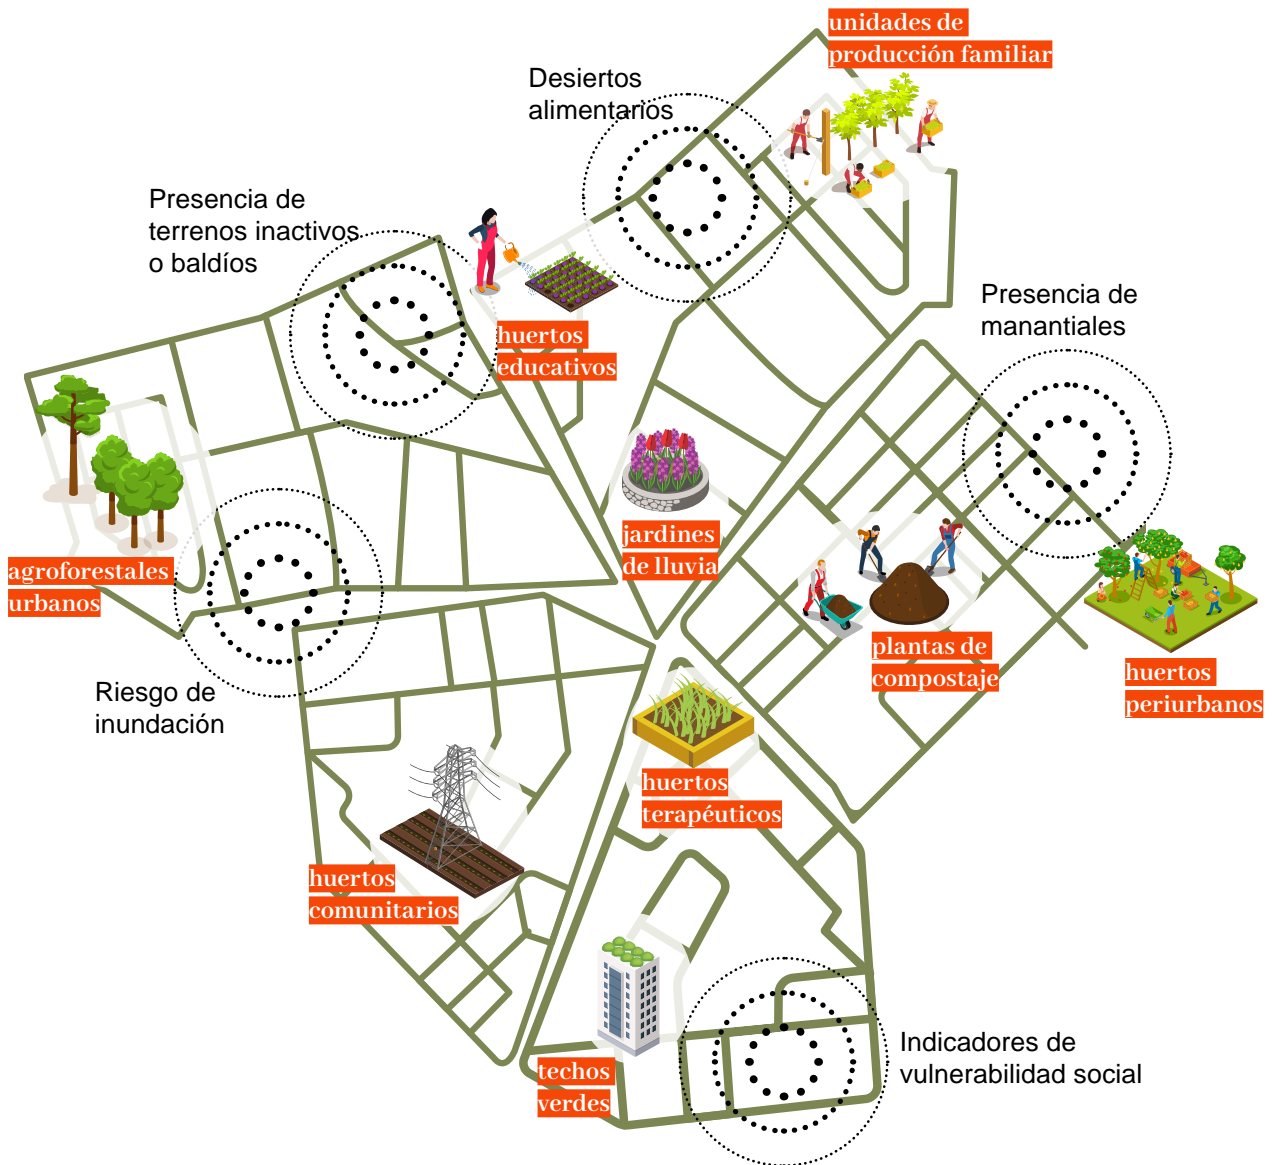 unidades de
producción familiar
Desiertos
alimentarios
Presencia de
terrenos inactivos
o baldíos
Presencia de
manantiales
huertos
educativos
jardines
de lluvia
agroforestales
urbanos
plantas de
compostaje
huertos
periurbanos
Riesgo de
inundación
huertos
terapéuticos
huertos
comunitarios
techos
verdes
Indicadores de
vulnerabilidad social